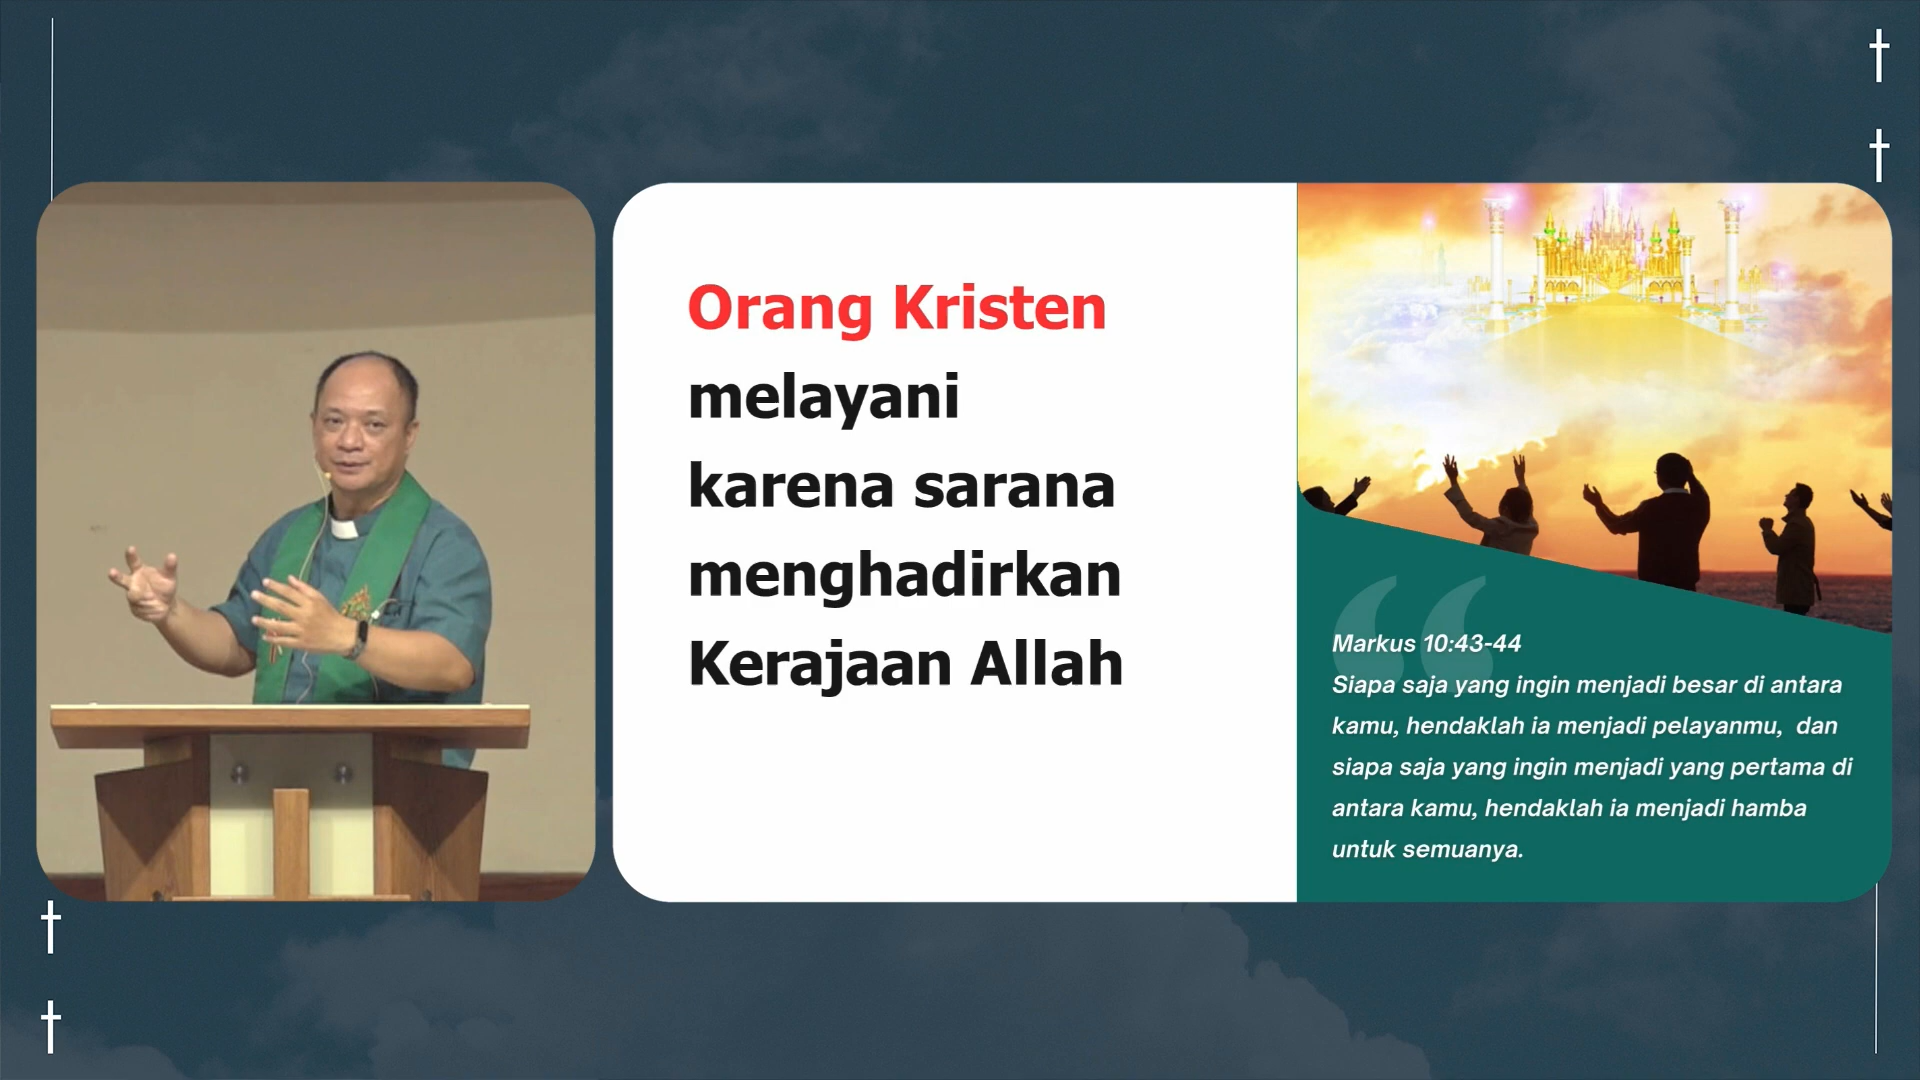 Orang Kristen
melayani
karena sarana
menghadirkan
Kerajaan Allah
Markus 10:43-44
Siapa saja yang ingin menjadi besar di antara
kamu, hendaklah ia menjadi pelayanmu,  dan
siapa saja yang ingin menjadi yang pertama di
antara kamu, hendaklah ia menjadi hamba
untuk semuanya.